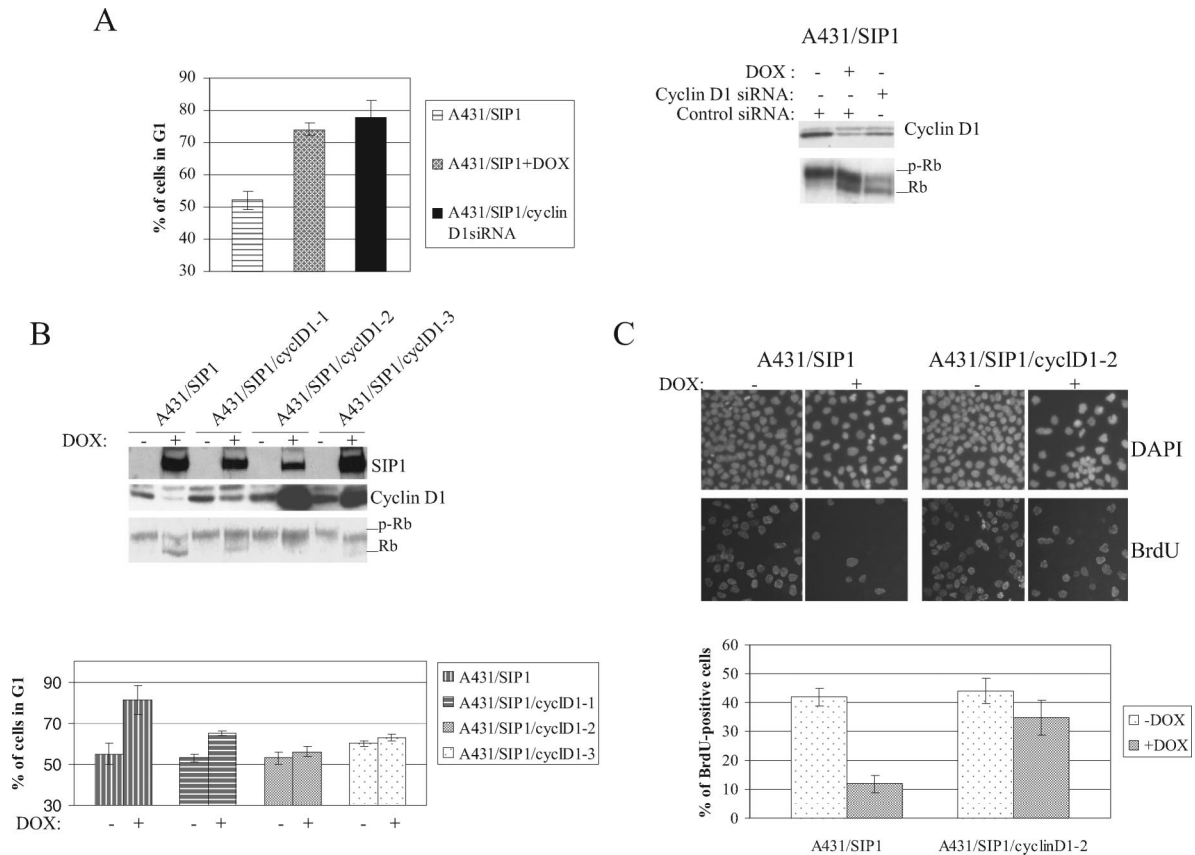 A
% of cells in G1
90
80
70
60
50
40
30
A431/SIP1
A431/SIP1+DOX
A431/SIP1/cyclin
D1siRNA
A431/SIP1
DOX : - + -
Cyclin D1 siRNA: - - +
Control siRNA: + + -
Cyclin D1
p-Rb
Rb
B
A431/SIP1
A431/SIP1/cyclD1-1
A431/SIP1/cyclD1-2
A431/SIP1/cyclD1-3
DOX: - + - + - + - +
SIP1
Cyclin D1
p-Rb
Rb
% of cells in G1
90
70
50
30
DOX: - + - + - + - +
A431/SIP1
A431/SIP1/cyclD1-1
A431/SIP1/cyclD1-2
A431/SIP1/cyclD1-3
C
A431/SIP1 A431/SIP1/cyclD1-2
DOX: - + - +
DAPI
BrdU
% of BrdU-positive cells
60
50
40
30
20
10
0
A431/SIP1 A431/SIP1/cyclinD1-2
-DOX
+DOX